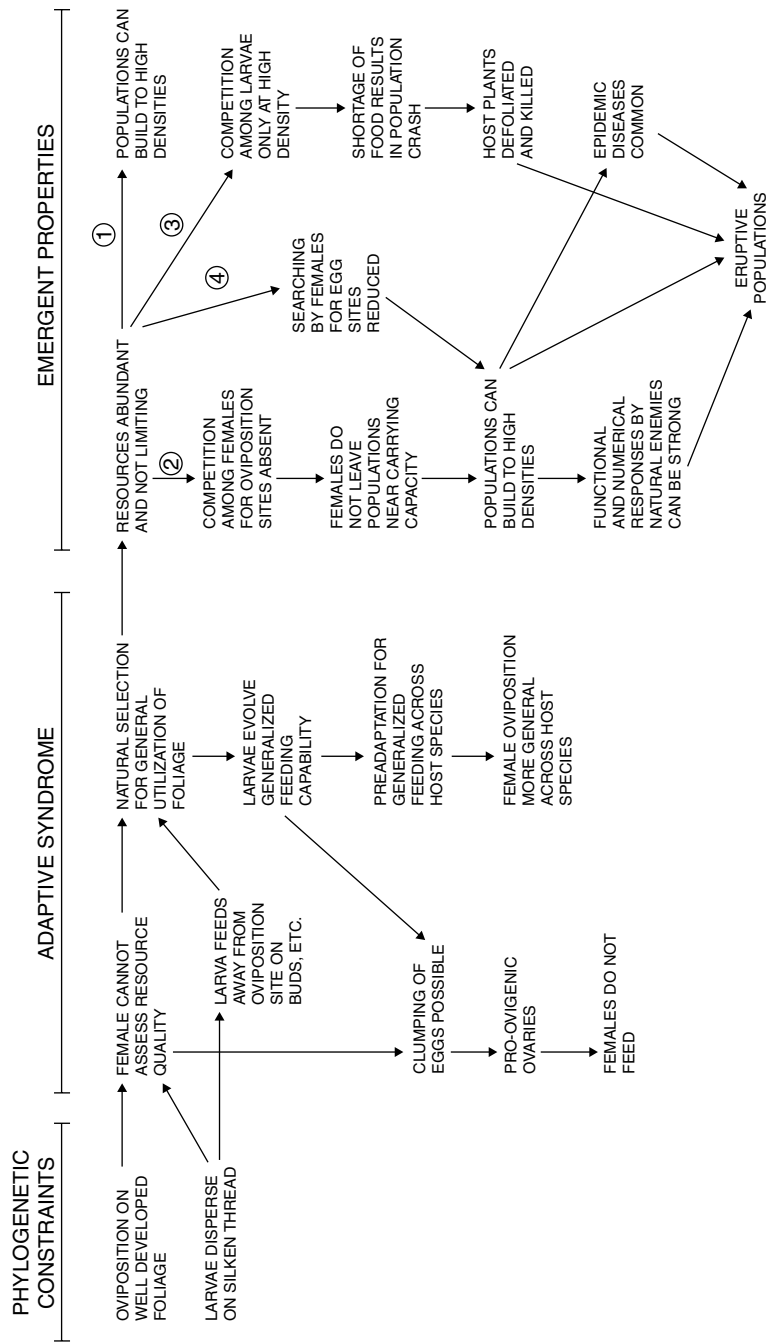 PHYLOGENETIC
CONSTRAINTS
ADAPTIVE SYNDROME
EMERGENT PROPERTIES
OVIPOSITION ON
WELL DEVELOPED
FOLIAGE
LARVAE DISPERSE
ON SILKEN THREAD
FEMALE CANNOT
ASSESS RESOURCE
QUALITY
LARVA FEEDS
AWAY FROM
OVIPOSITION
SITE ON
BUDS, ETC.
CLUMPING OF
EGGS POSSIBLE
PRO-OVIGENIC
OVARIES
FEMALES DO NOT
FEED
NATURAL SELECTION
FOR GENERAL
UTILIZATION OF
FOLIAGE
LARVAE EVOLVE
GENERALIZED
FEEDING
CAPABILITY
PREADAPTATION FOR
GENERALIZED
FEEDING ACROSS
HOST SPECIES
FEMALE OVIPOSITION
MORE GENERAL
ACROSS HOST
SPECIES
RESOURCES ABUNDANT
AND NOT LIMITING
1
POPULATIONS CAN
BUILD TO HIGH
DENSITIES
2
COMPETITION
AMONG FEMALES
FOR OVIPOSITION
SITES ABSENT
FEMALES DO
NOT LEAVE
POPULATIONS
NEAR CARRYING
CAPACITY
POPULATIONS CAN
BUILD TO HIGH
DENSITIES
FUNCTIONAL
AND NUMERICAL
RESPONSES BY
NATURAL ENEMIES
CAN BE STRONG
3
COMPETITION
AMONG LARVAE
ONLY AT HIGH
DENSITY
SHORTAGE OF
FOOD RESULTS
IN POPULATION
CRASH
HOST PLANTS
DEFOLIATED
AND KILLED
4
SEARCHING
BY FEMALES
FOR EGG
SITES
REDUCED
EPIDEMIC
DISEASES
COMMON
ERUPTIVE
POPULATIONS